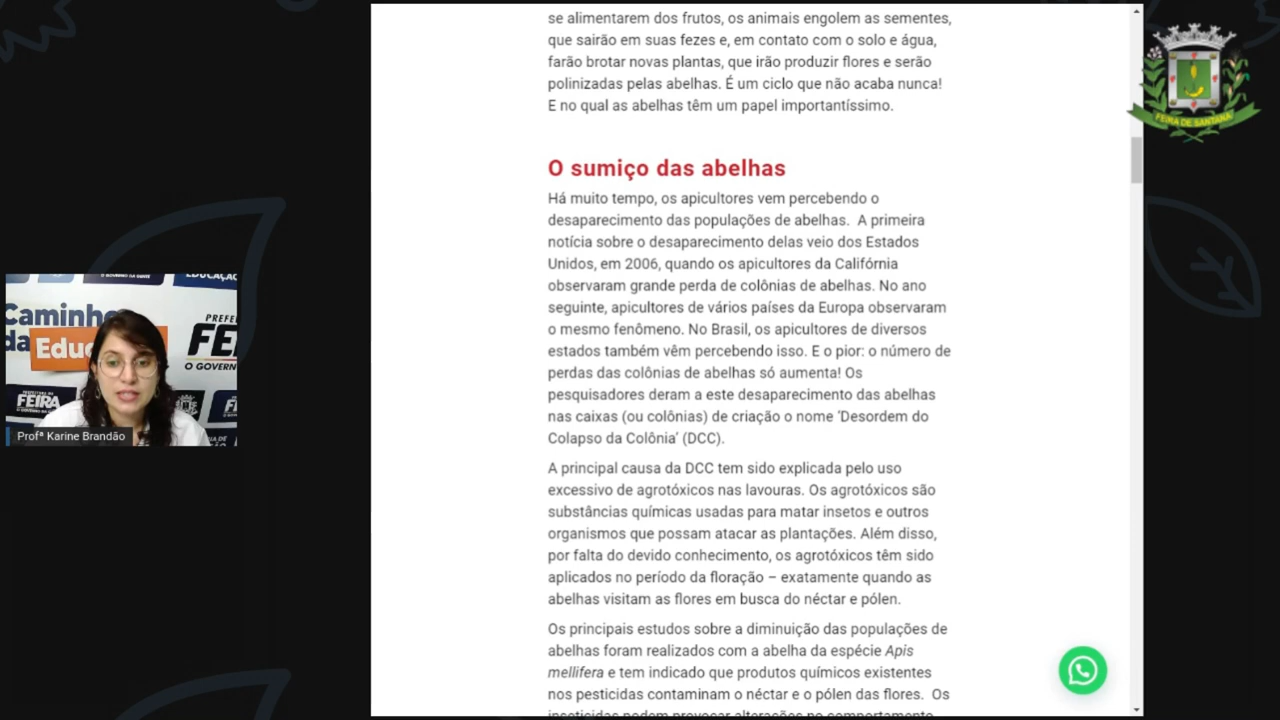 se alimentarem dos frutos, os animais engolem as sementes,
que sairão em suas fezes e, em contato com o solo e água,
farão brotar novas plantas, que irão produzir flores e serão
polinizadas pelas abelhas. É um ciclo que não acaba nunca!
E no qual as abelhas têm um papel importantíssimo.
O sumiço das abelhas
Há muito tempo, os apicultores vem percebendo o
desaparecimento das populações de abelhas. A primeira
notícia sobre o desaparecimento delas veio dos Estados
Unidos, em 2006, quando os apicultores da Califórnia
observaram grande perda de colônias de abelhas. No ano
seguinte, apicultores de vários países da Europa observaram
o mesmo fenômeno. No Brasil, os apicultores de diversos
estados também vêm percebendo isso. E o pior: o número de
perdas das colônias de abelhas só aumenta! Os
pesquisadores deram a este desaparecimento das abelhas
nas caixas (ou colônias) de criação o nome ‘Desordem do
Colapso da Colônia’ (DCC).
A principal causa da DCC tem sido explicada pelo uso
excessivo de agrotóxicos nas lavouras. Os agrotóxicos são
substâncias químicas usadas para matar insetos e outros
organismos que possam atacar as plantações. Além disso,
por falta do devido conhecimento, os agrotóxicos têm sido
aplicados no período da floração – exatamente quando as
abelhas visitam as flores em busca do néctar e pólen.
Os principais estudos sobre a diminuição das populações de
abelhas foram realizados com a abelha da espécie Apis
mellifera e tem indicado que produtos químicos existentes
nos pesticidas contaminam o néctar e o pólen das flores. Os
inseticidas podem provocar alterações no comportamento
FEIRA DE SANTANA
Caminho
da Educ
PREFE
FEI
O GOVERN
FEIRA
Profª Karine Brandão